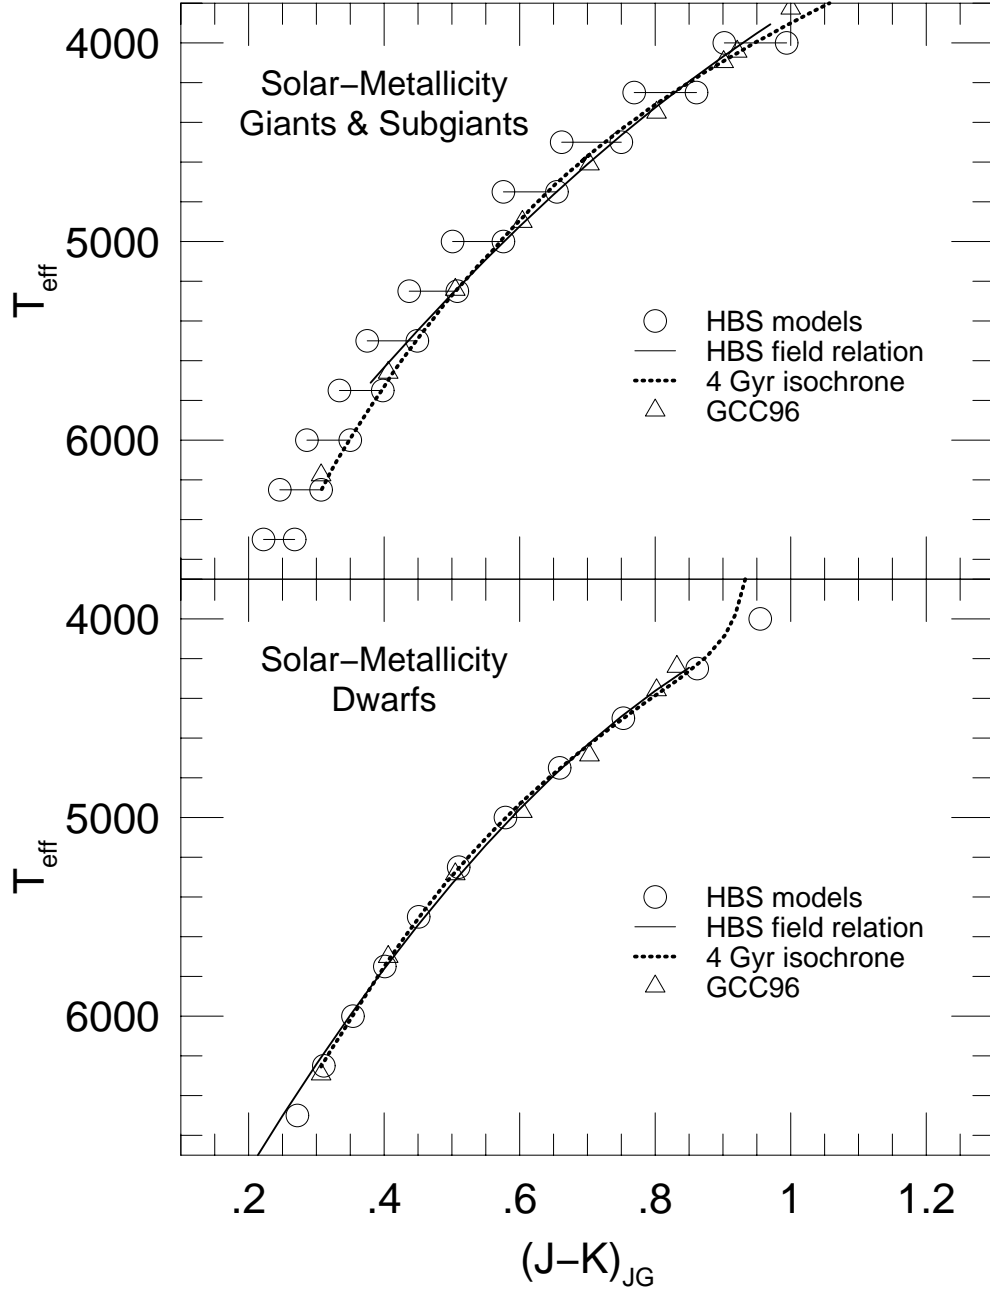 4000
Solar−Metallicity
Giants & Subgiants
5000
T_eff
HBS models
HBS field relation
4 Gyr isochrone
GCC96
6000
4000
Solar−Metallicity
Dwarfs
5000
T_eff
HBS models
HBS field relation
4 Gyr isochrone
GCC96
6000
.2 .4 .6 .8 1 1.2
(J−K)_JG